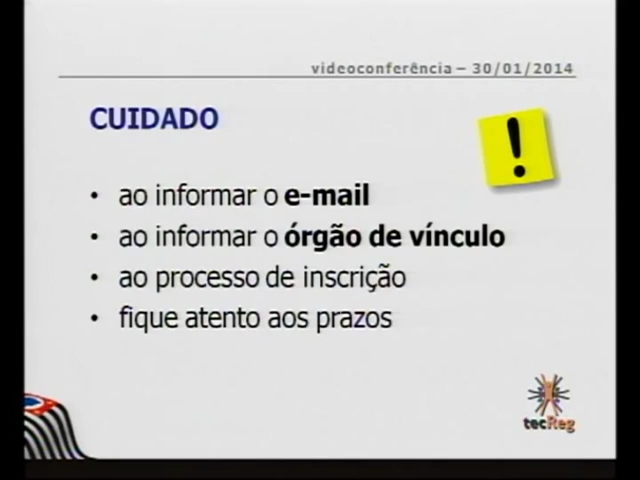 videoconferência – 30/01/2014
CUIDADO
!
• ao informar o e-mail
• ao informar o órgão de vínculo
• ao processo de inscrição
• fique atento aos prazos
tecReg